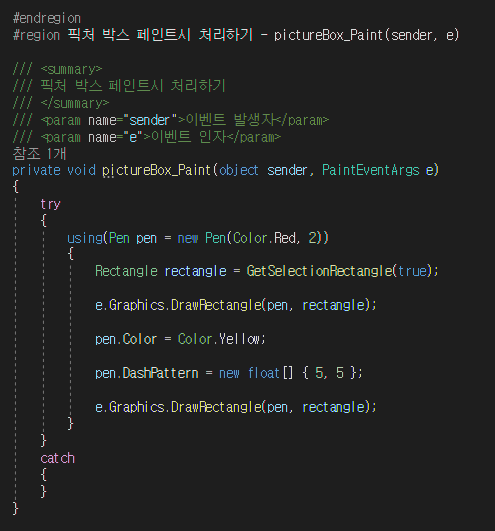 #endregion
#region 픽처 박스 페인트시 처리하기 - pictureBox_Paint(sender, e)
/// <summary>
/// 픽처 박스 페인트시 처리하기
/// </summary>
/// <param name="sender">이벤트 발생자</param>
/// <param name="e">이벤트 인자</param>
참조 1개
private void pictureBox_Paint(object sender, PaintEventArgs e)
{
try
{
using(Pen pen = new Pen(Color.Red, 2))
{
Rectangle rectangle = GetSelectionRectangle(true);
e.Graphics.DrawRectangle(pen, rectangle);
pen.Color = Color.Yellow;
pen.DashPattern = new float[] { 5, 5 };
e.Graphics.DrawRectangle(pen, rectangle);
}
}
catch
{
}
}